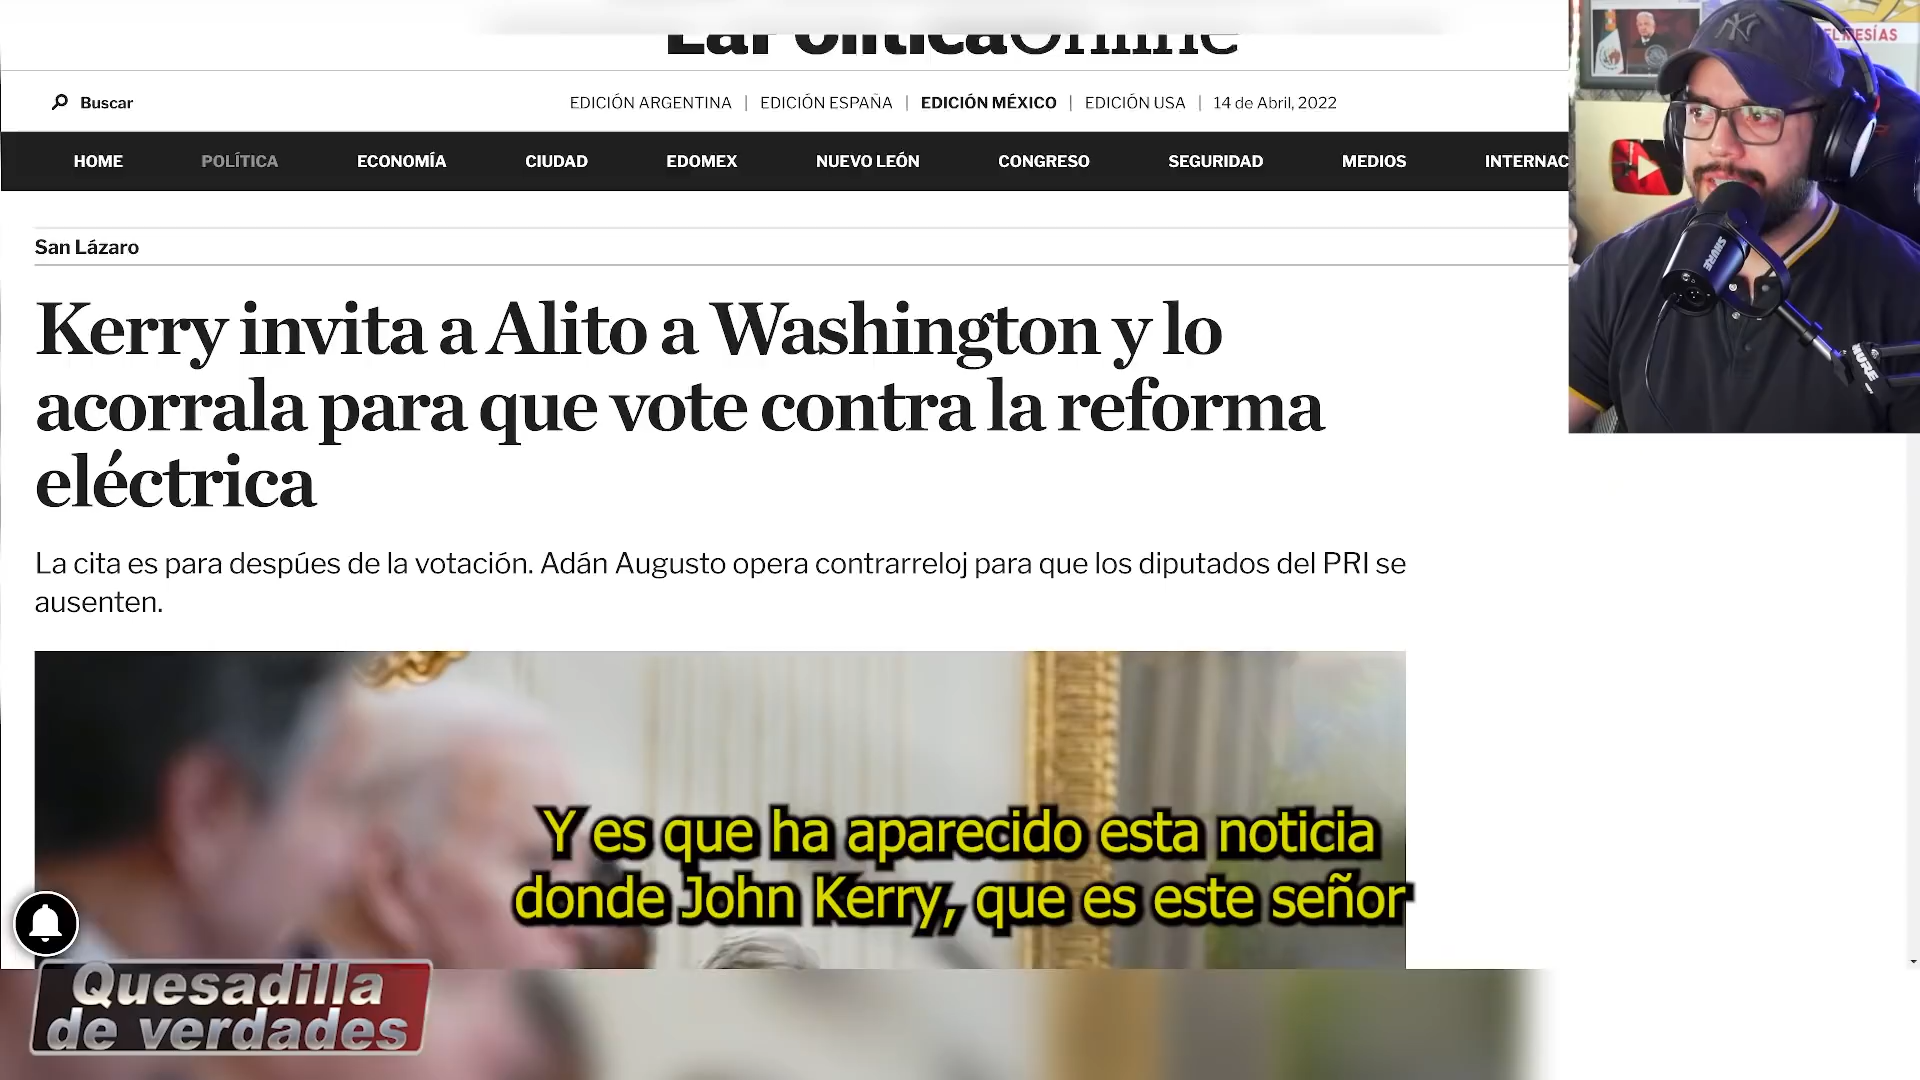 LaPolíticaOnline
Buscar
EDICIÓN ARGENTINA | EDICIÓN ESPAÑA | EDICIÓN MÉXICO | EDICIÓN USA | 14 de Abril, 2022
HOME POLÍTICA ECONOMÍA CIUDAD EDOMEX NUEVO LEÓN CONGRESO SEGURIDAD MEDIOS INTERNAC
San Lázaro
Kerry invita a Alito a Washington y lo
acorrala para que vote contra la reforma
eléctrica
La cita es para despúes de la votación. Adán Augusto opera contrarreloj para que los diputados del PRI se
ausenten.
Y es que ha aparecido esta noticia
donde John Kerry, que es este señor
Quesadilla
de verdades
SHURE